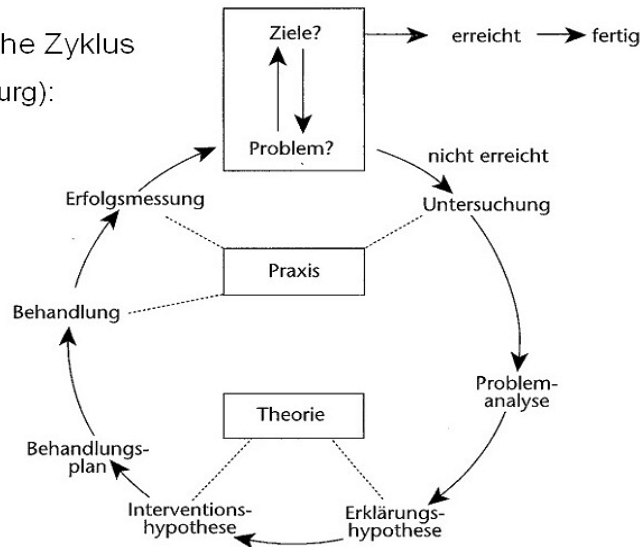 he Zyklus
urg):
Ziele?
Problem?
erreicht
fertig
nicht erreicht
Untersuchung
Problem-
analyse
Erklärungs-
hypothese
Interventions-
hypothese
Behandlungs-
plan
Behandlung
Erfolgsmessung
Praxis
Theorie